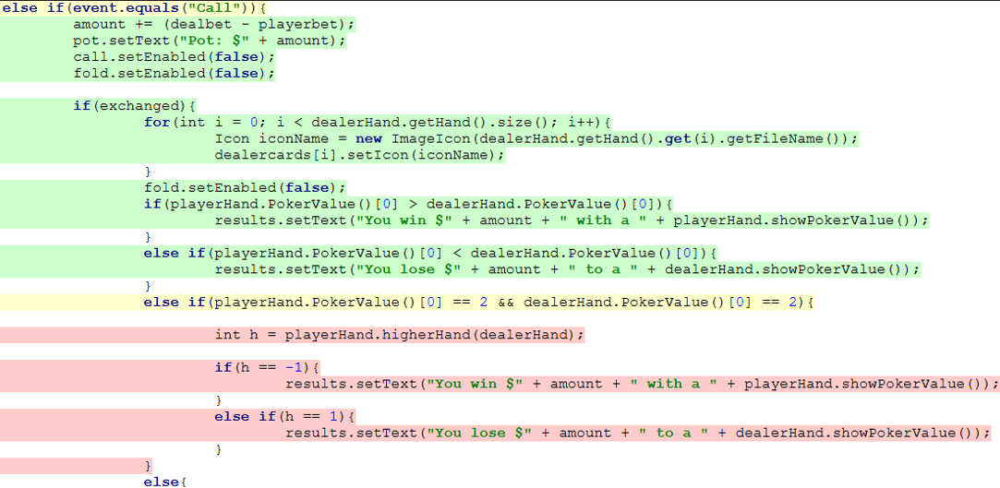 else if(event.equals("Call")){
amount += (dealbet - playerbet);
pot.setText("Pot: $" + amount);
call.setEnabled(false);
fold.setEnabled(false);
if(exchanged){
for(int i = 0; i < dealerHand.getHand().size(); i++){
Icon iconName = new ImageIcon(dealerHand.getHand().get(i).getFileName());
dealercards[i].setIcon(iconName);
}
fold.setEnabled(false);
if(playerHand.PokerValue()[0] > dealerHand.PokerValue()[0]){
results.setText("You win $" + amount + " with a " + playerHand.showPokerValue());
}
else if(playerHand.PokerValue()[0] < dealerHand.PokerValue()[0]){
results.setText("You lose $" + amount + " to a " + dealerHand.showPokerValue());
}
else if(playerHand.PokerValue()[0] == 2 && dealerHand.PokerValue()[0] == 2){
int h = playerHand.higherHand(dealerHand);
if(h == -1){
results.setText("You win $" + amount + " with a " + playerHand.showPokerValue());
}
else if(h == 1){
results.setText("You lose $" + amount + " to a " + dealerHand.showPokerValue());
}
}
else{